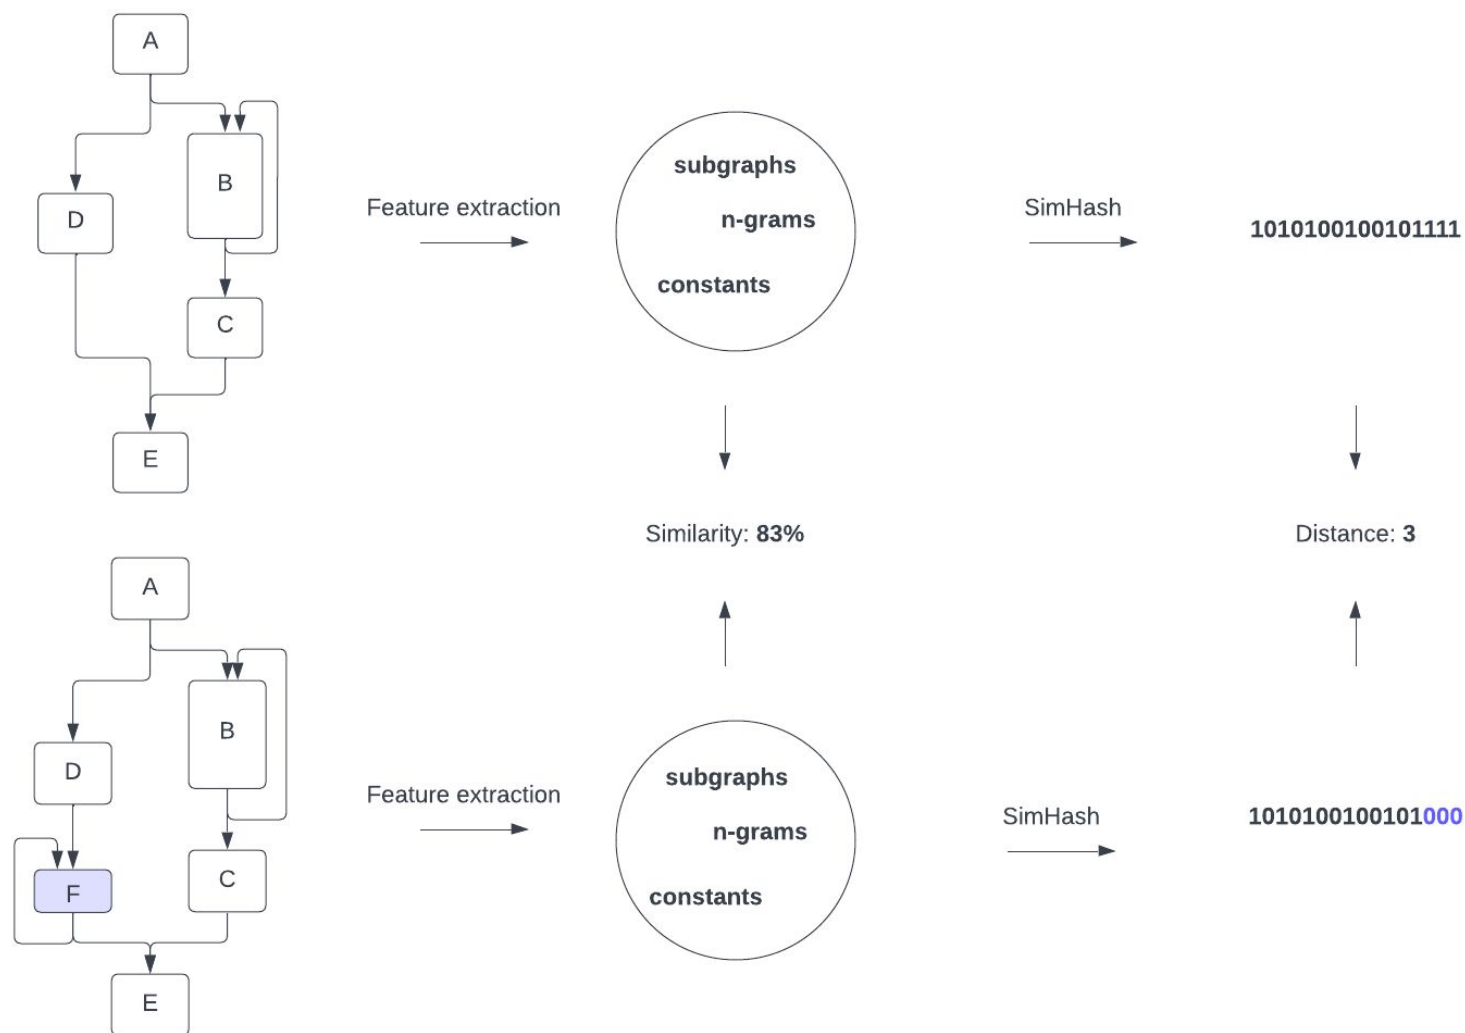 A
B
D
C
E
Feature extraction
subgraphs
n-grams
constants
SimHash
1010100100101111
Similarity: 83%
Distance: 3
A
B
D
F
C
E
Feature extraction
subgraphs
n-grams
constants
SimHash
1010100100101000